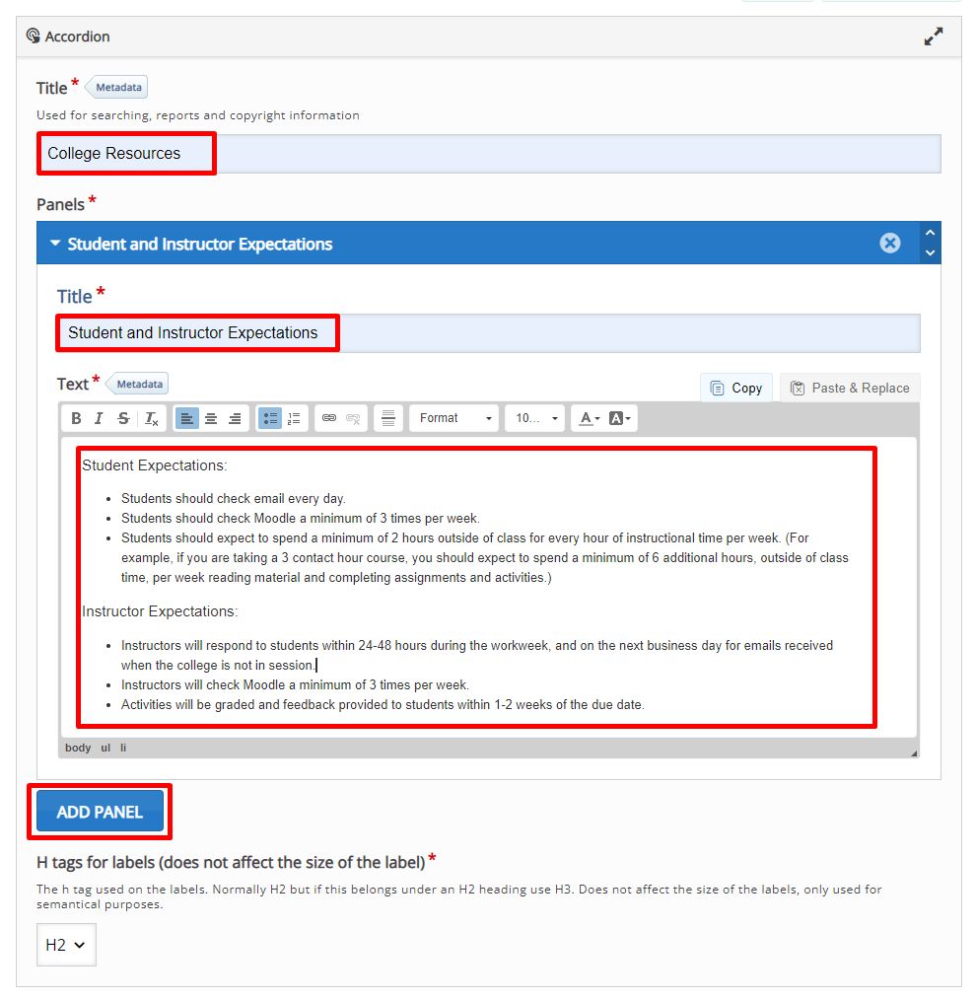 Accordion
Title * Metadata
Used for searching, reports and copyright information
College Resources
Panels *
Student and Instructor Expectations
Title *
Student and Instructor Expectations
Text * Metadata
Copy Paste & Replace
B I S Tx Format 10... A A
Student Expectations:
• Students should check email every day.
• Students should check Moodle a minimum of 3 times per week.
• Students should expect to spend a minimum of 2 hours outside of class for every hour of instructional time per week. (For
example, if you are taking a 3 contact hour course, you should expect to spend a minimum of 6 additional hours, outside of class
time, per week reading material and completing assignments and activities.)
Instructor Expectations:
• Instructors will respond to students within 24-48 hours during the workweek, and on the next business day for emails received
when the college is not in session.
• Instructors will check Moodle a minimum of 3 times per week.
• Activities will be graded and feedback provided to students within 1-2 weeks of the due date.
body ul li
ADD PANEL
H tags for labels (does not affect the size of the label) *
The h tag used on the labels. Normally H2 but if this belongs under an H2 heading use H3. Does not affect the size of the labels, only used for
semantical purposes.
H2